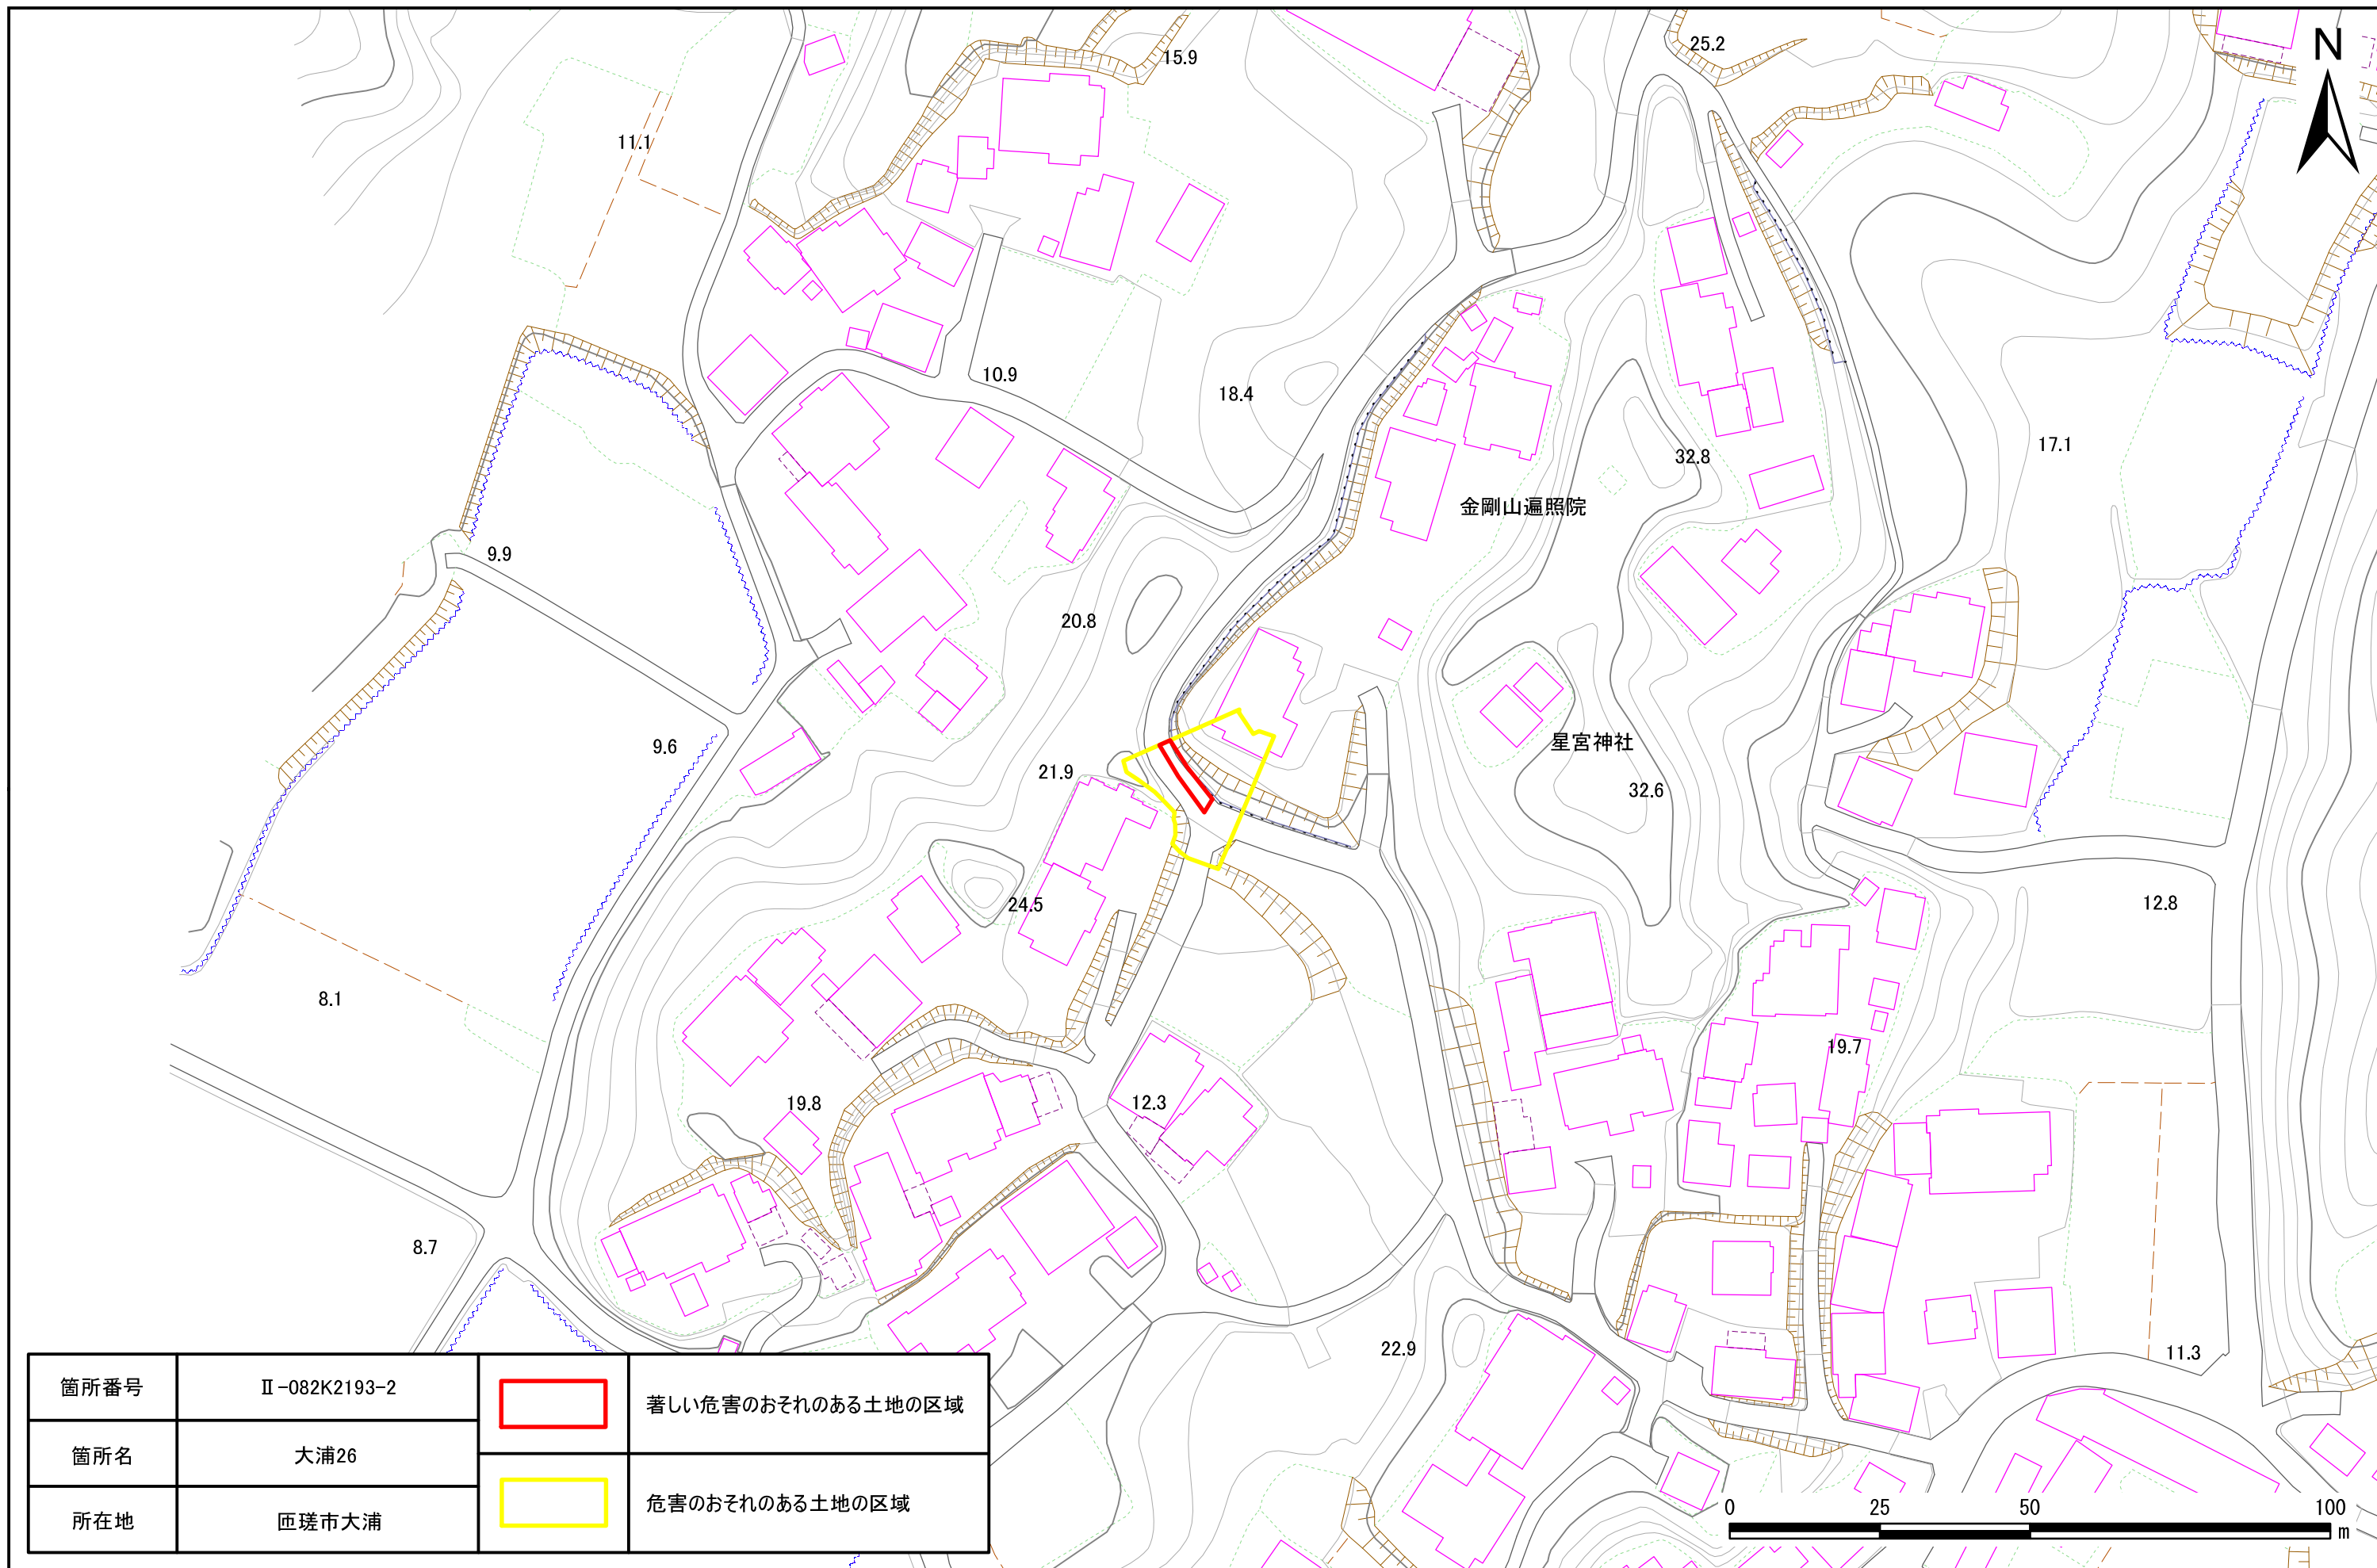 N
25.2
15.9
11.1
10.9
18.4
17.1
32.8
金剛山遍照院
9.9
20.8
9.6
星宮神社
21.9
32.6
24.5
12.8
8.1
19.7
19.8
12.3
8.7
22.9
11.3
箇所番号 Ⅱ-082K2193-2
箇所名 大浦26
所在地 匝瑳市大浦
著しい危害のおそれのある土地の区域
危害のおそれのある土地の区域
0 25 50 100
m